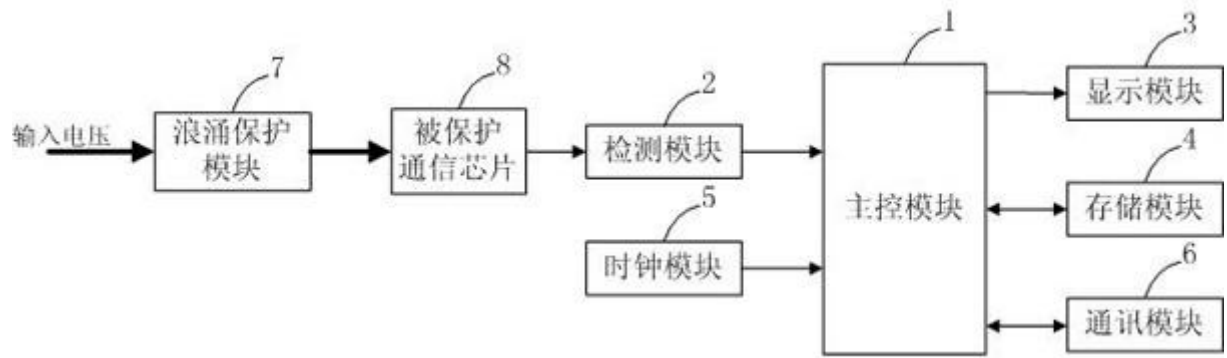 1
3
7
8
2
显示模块
输入电压
浪涌保护
模块
被保护
通信芯片
检测模块
4
5
主控模块
存储模块
时钟模块
6
通讯模块